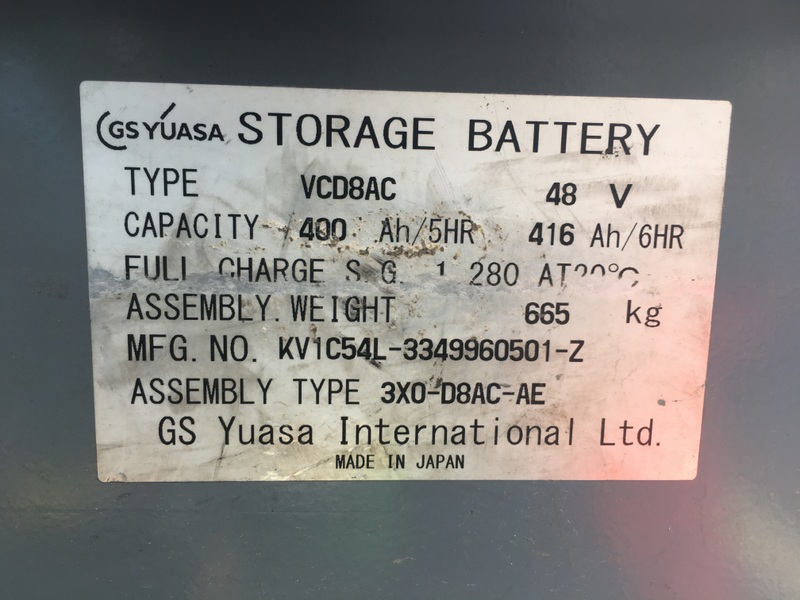 GS YUASA STORAGE BATTERY
TYPE VCD8AC 48 V
CAPACITY 400 Ah/5HR 416 Ah/6HR
FULL CHARGE S.G. 1.280 AT20°C
ASSEMBLY.WEIGHT 665 kg
MFG.NO. KV1C54L-3349960501-Z
ASSEMBLY TYPE 3X0-D8AC-AE
GS Yuasa International Ltd.
MADE IN JAPAN